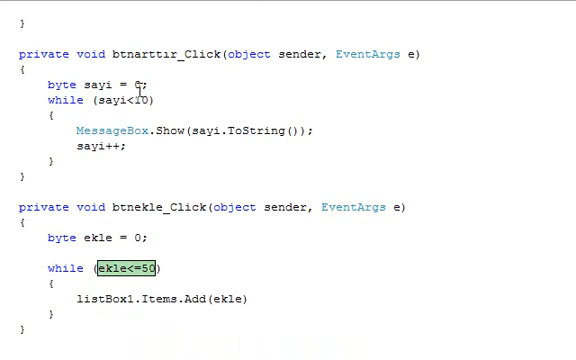 }
private void btnarttır_Click(object sender, EventArgs e)
{
byte sayi = 0;
while (sayi<10)
{
MessageBox.Show(sayi.ToString());
sayi++;
}
}
private void btnekle_Click(object sender, EventArgs e)
{
byte ekle = 0;
while (ekle<=50)
{
listBox1.Items.Add(ekle)
}
}